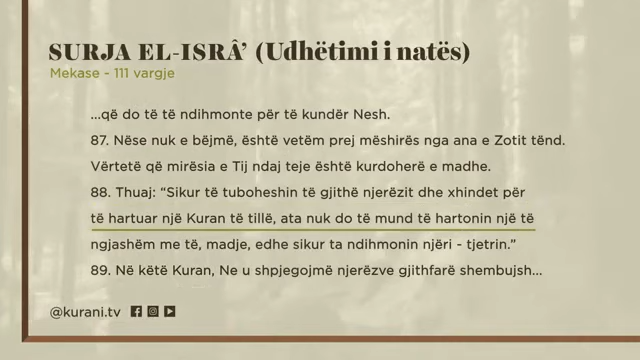 SURJA EL-ISRÂ’ (Udhëtimi i natës)
Mekase - 111 vargje
...që do të të ndihmonte për të kundër Nesh.
87. Nëse nuk e bëjmë, është vetëm prej mëshirës nga ana e Zotit tënd.
Vërtetë që mirësia e Tij ndaj teje është kurdoherë e madhe.
88. Thuaj: “Sikur të tuboheshin të gjithë njerëzit dhe xhindet për
të hartuar një Kuran të tillë, ata nuk do të mund të hartonin një të
ngjashëm me të, madje, edhe sikur ta ndihmonin njëri - tjetrin.”
89. Në këtë Kuran, Ne u shpjegojmë njerëzve gjithfarë shembujsh...
@kurani.tv